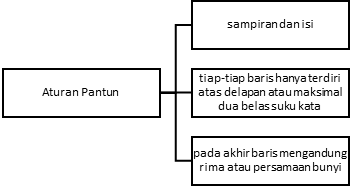 sampiran dan isi
Aturan Pantun
tiap-tiap baris hanya terdiri
atas delapan atau maksimal
dua belas suku kata
pada akhir baris mengandung
rima atau persamaan bunyi